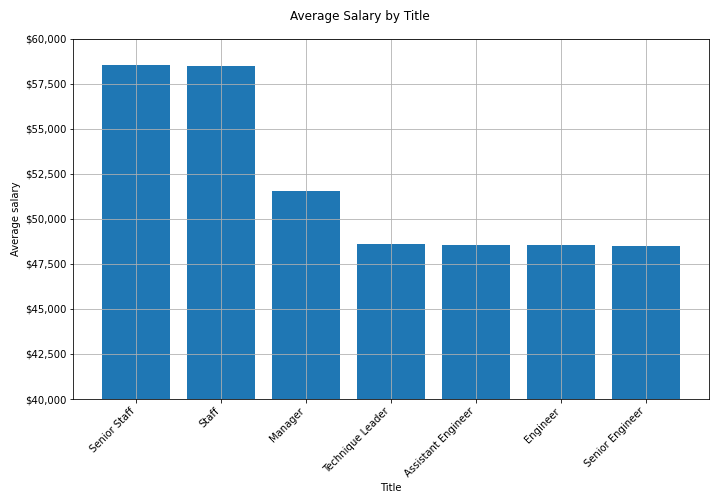 Average Salary by Title
$60,000
$57,500
$55,000
$52,500
$50,000
$47,500
$45,000
$42,500
$40,000
Average salary
Senior Staff
Staff
Manager
Technique Leader
Assistant Engineer
Engineer
Senior Engineer
Title